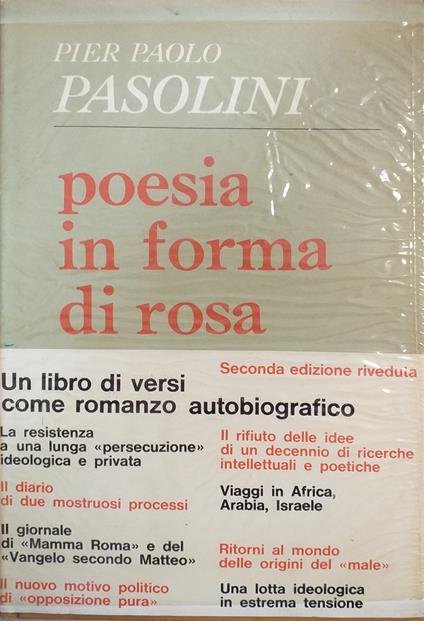 PIER PAOLO
PASOLINI
poesia
in forma
di rosa
Seconda edizione riveduta
Un libro di versi
come romanzo autobiografico
La resistenza
a una lunga «persecuzione»
ideologica e privata
Il diario
di due mostruosi processi
Il giornale
di «Mamma Roma» e del
«Vangelo secondo Matteo»
Il nuovo motivo politico
di «opposizione pura»
Il rifiuto delle idee
di un decennio di ricerche
intellettuali e poetiche
Viaggi in Africa,
Arabia, Israele
Ritorni al mondo
delle origini del «male»
Una lotta ideologica
in estrema tensione